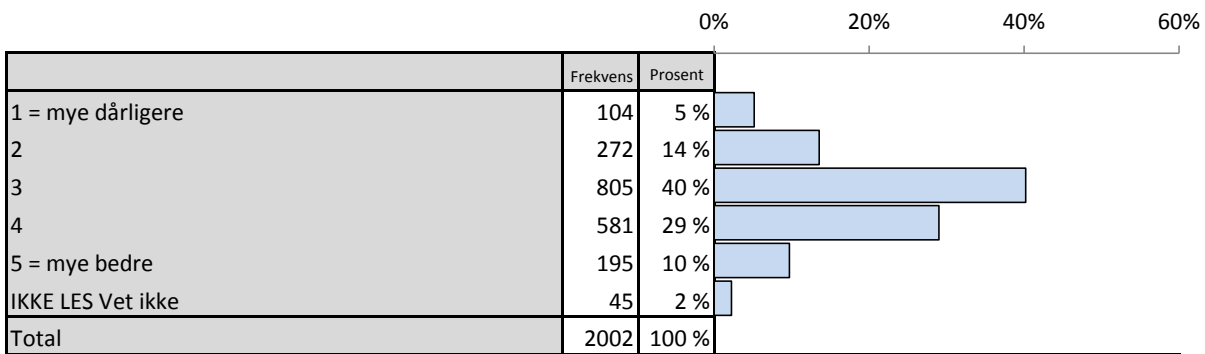 0% 20% 40% 60%
Frekvens Prosent
1 = mye dårligere 104 5 %
2 272 14 %
3 805 40 %
4 581 29 %
5 = mye bedre 195 10 %
IKKE LES Vet ikke 45 2 %
Total 2002 100 %